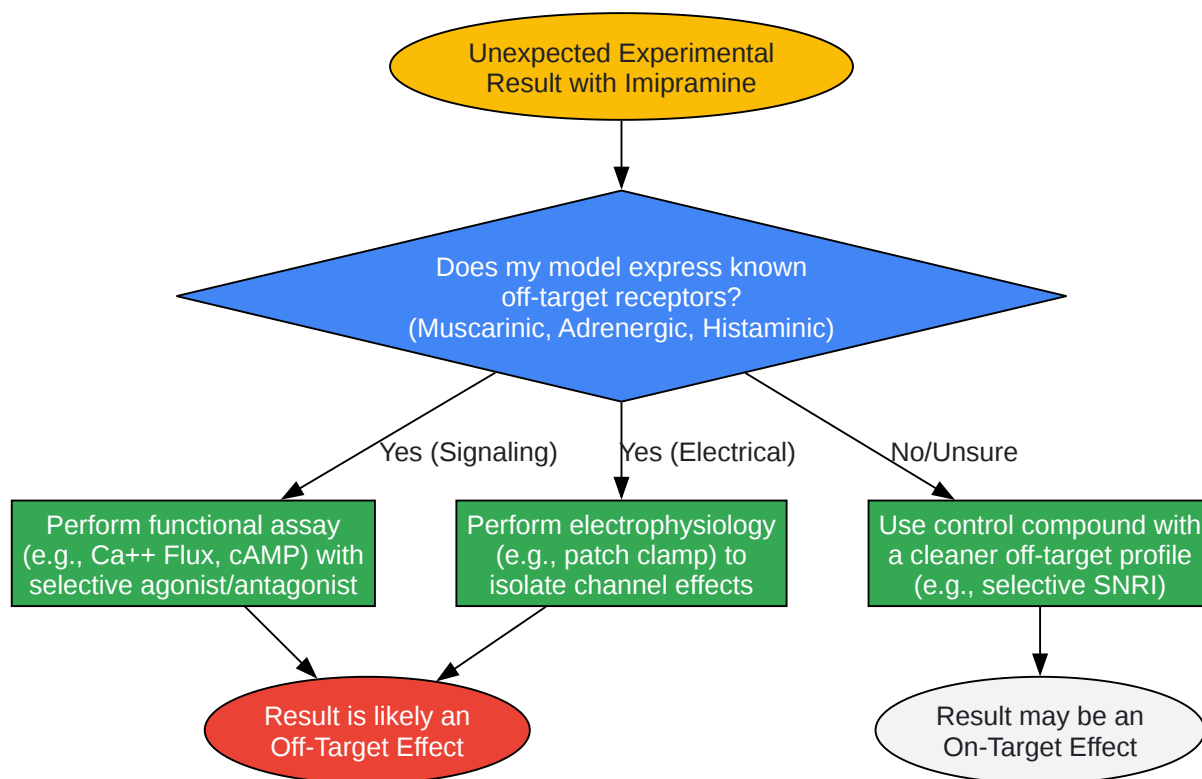 Unexpected Experimental
Result with Imipramine
Does my model express known
off-target receptors?
(Muscarinic, Adrenergic, Histaminic)
Yes (Signaling)
Yes (Electrical)
No/Unsure
Perform functional assay
(e.g., Ca++ Flux, cAMP) with
selective agonist/antagonist
Perform electrophysiology
(e.g., patch clamp) to
isolate channel effects
Use control compound with
a cleaner off-target profile
(e.g., selective SNRI)
Result is likely an
Off-Target Effect
Result may be an
On-Target Effect